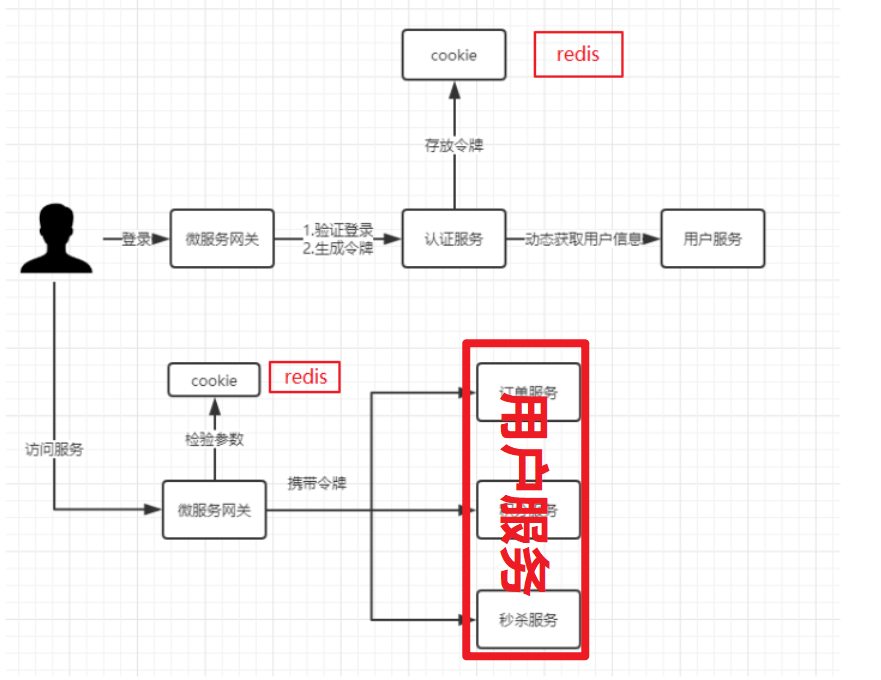 cookie
redis
存放令牌
登录
微服务网关
1.验证登录
2.生成令牌
认证服务
动态获取用户信息
用户服务
cookie
redis
检验参数
访问服务
微服务网关
携带令牌
订单服务
用户服务
服务
秒杀服务